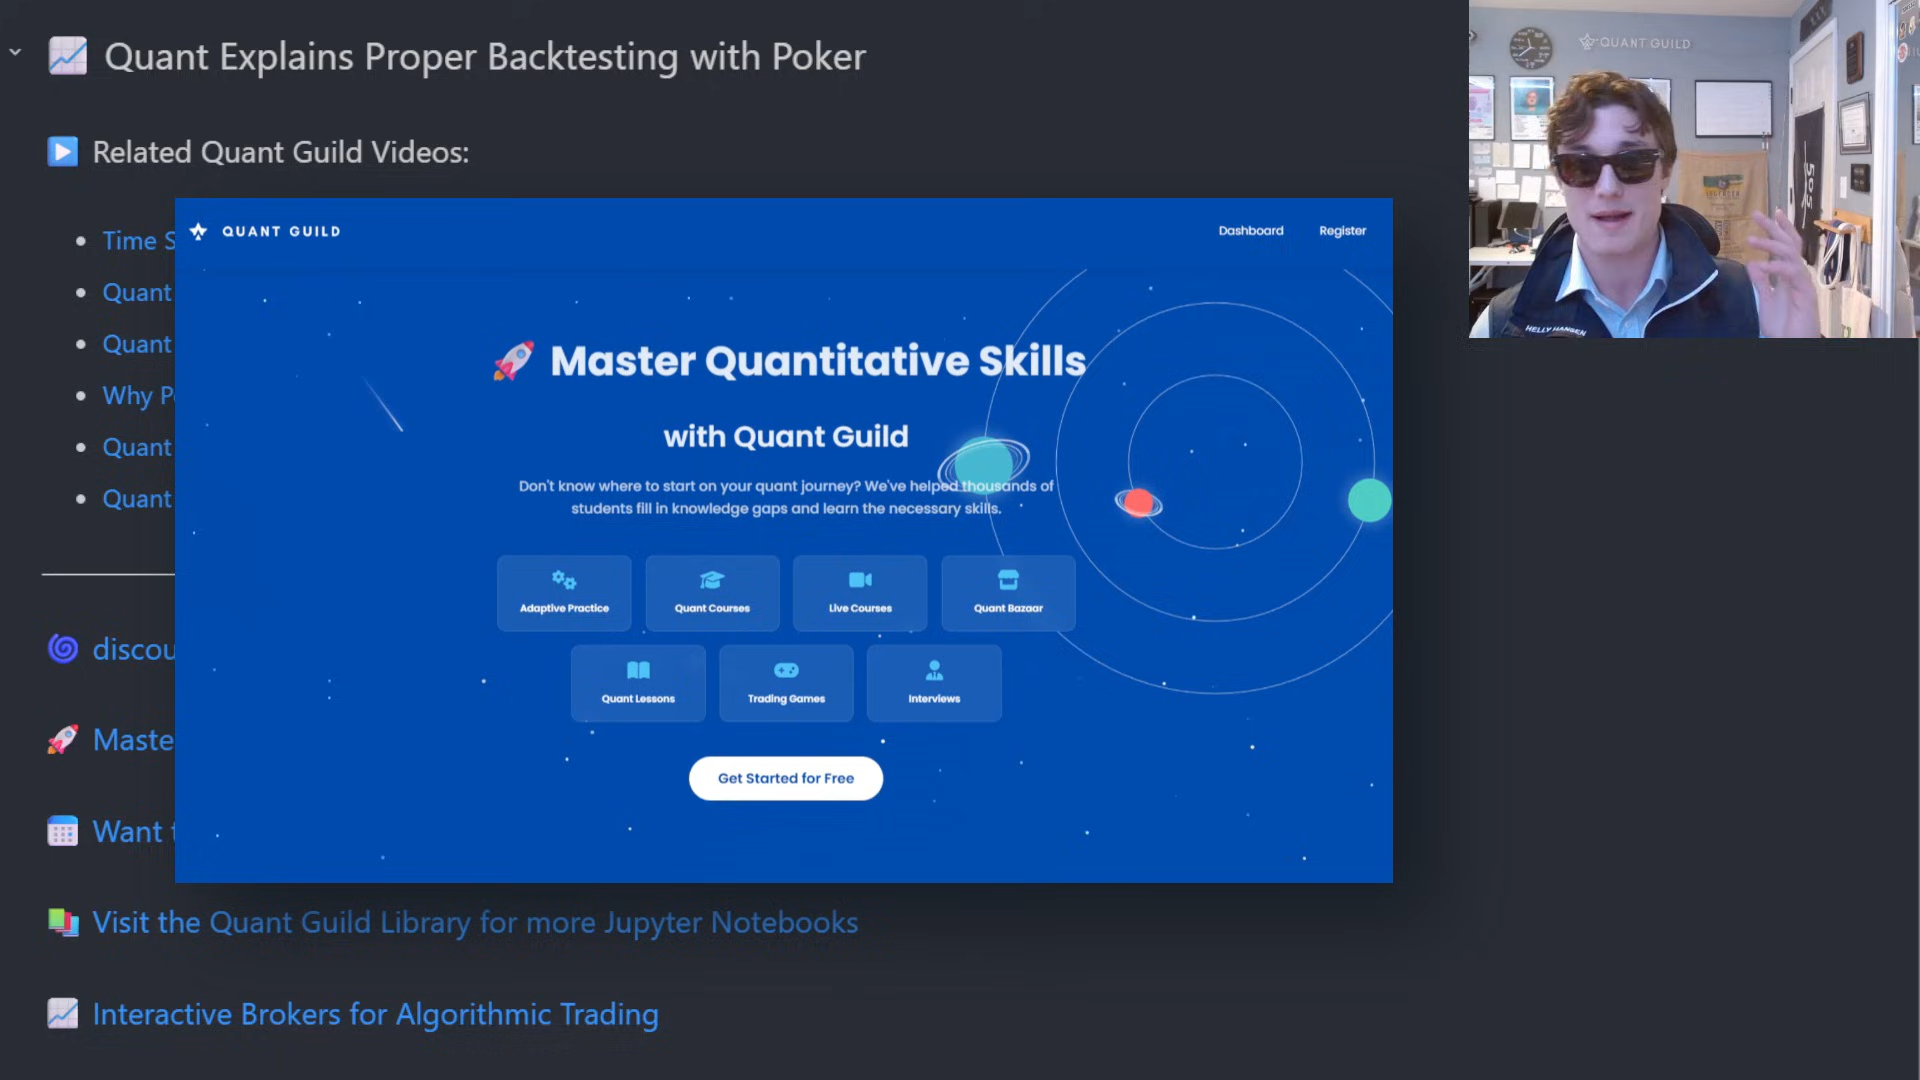 Quant Explains Proper Backtesting with Poker
Related Quant Guild Videos:
Time S
Quant
Quant
Why P
Quant
Quant
discou
Maste
Want t
Visit the Quant Guild Library for more Jupyter Notebooks
Interactive Brokers for Algorithmic Trading
QUANT GUILD
Dashboard
Register
Master Quantitative Skills
with Quant Guild
Don't know where to start on your quant journey? We've helped thousands of
students fill in knowledge gaps and learn the necessary skills.
Adaptive Practice
Quant Courses
Live Courses
Quant Bazaar
Quant Lessons
Trading Games
Interviews
Get Started for Free
QUANT GUILD
HELLY HANSEN
505